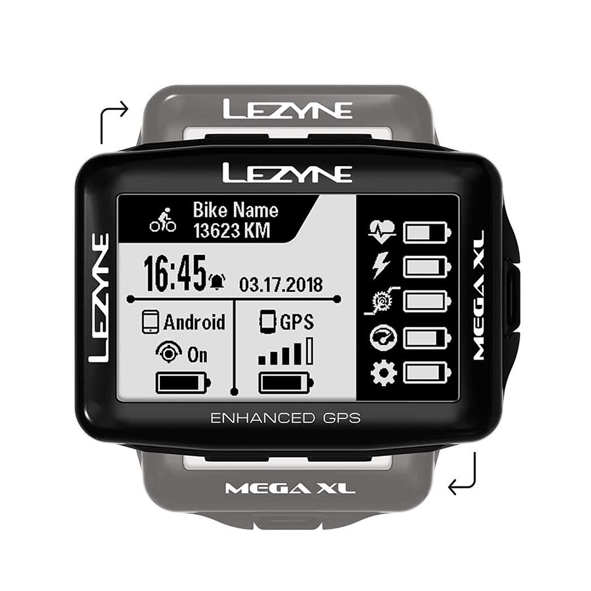 LEZYNE
LEZYNE
Bike Name
13623 KM
16:45
03.17.2018
Android
GPS
On
LEZYNE
MEGA XL
ENHANCED GPS
MEGA XL